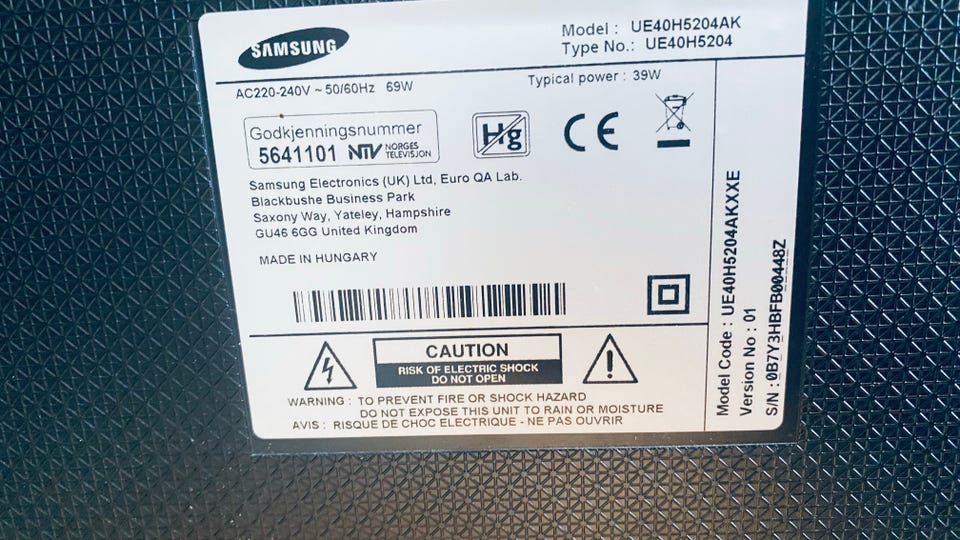 SAMSUNG
Model : UE40H5204AK
Type No.: UE40H5204
AC220-240V ~ 50/60Hz 69W
Typical power : 39W
Godkjenningsnummer
5641101 NTV NORGES
TELEVISJON
Hg
CE
Samsung Electronics (UK) Ltd, Euro QA Lab.
Blackbushe Business Park
Saxony Way, Yateley, Hampshire
GU46 6GG United Kingdom
MADE IN HUNGARY
CAUTION
RISK OF ELECTRIC SHOCK
DO NOT OPEN
WARNING : TO PREVENT FIRE OR SHOCK HAZARD
DO NOT EXPOSE THIS UNIT TO RAIN OR MOISTURE
AVIS : RISQUE DE CHOC ELECTRIQUE - NE PAS OUVRIR
Model Code : UE40H5204AKXXE
Version No : 01
S/N : 0B7Y3HBFB00448Z